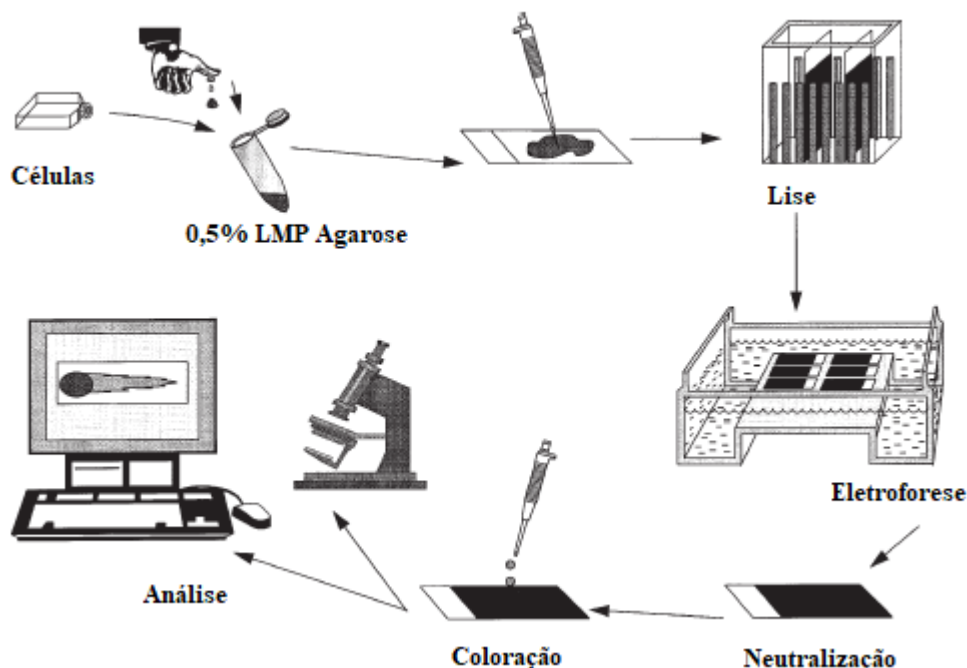 Células
0,5% LMP Agarose
Lise
Eletroforese
Neutralização
Coloração
Análise